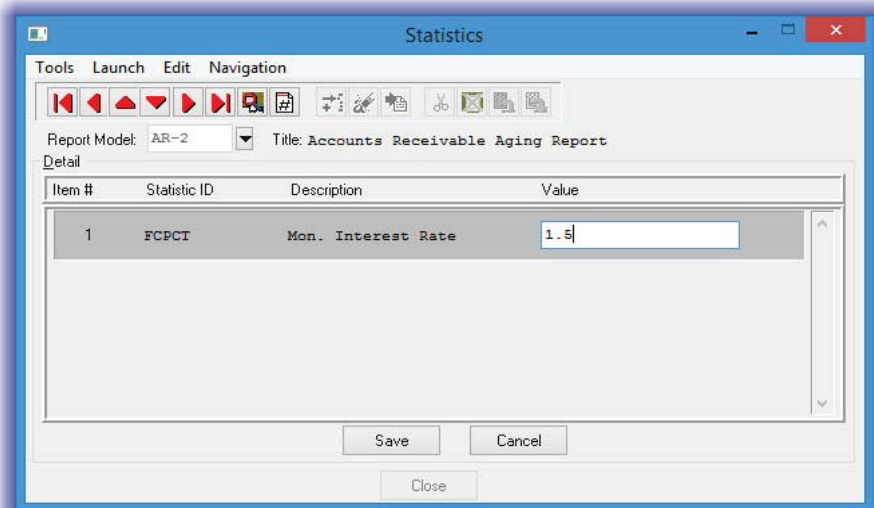 Statistics
Tools Launch Edit Navigation
Report Model: AR-2 Title: Accounts Receivable Aging Report
Detail
Item # Statistic ID Description Value
1 FCPCT Mon. Interest Rate 1.5
Save Cancel
Close